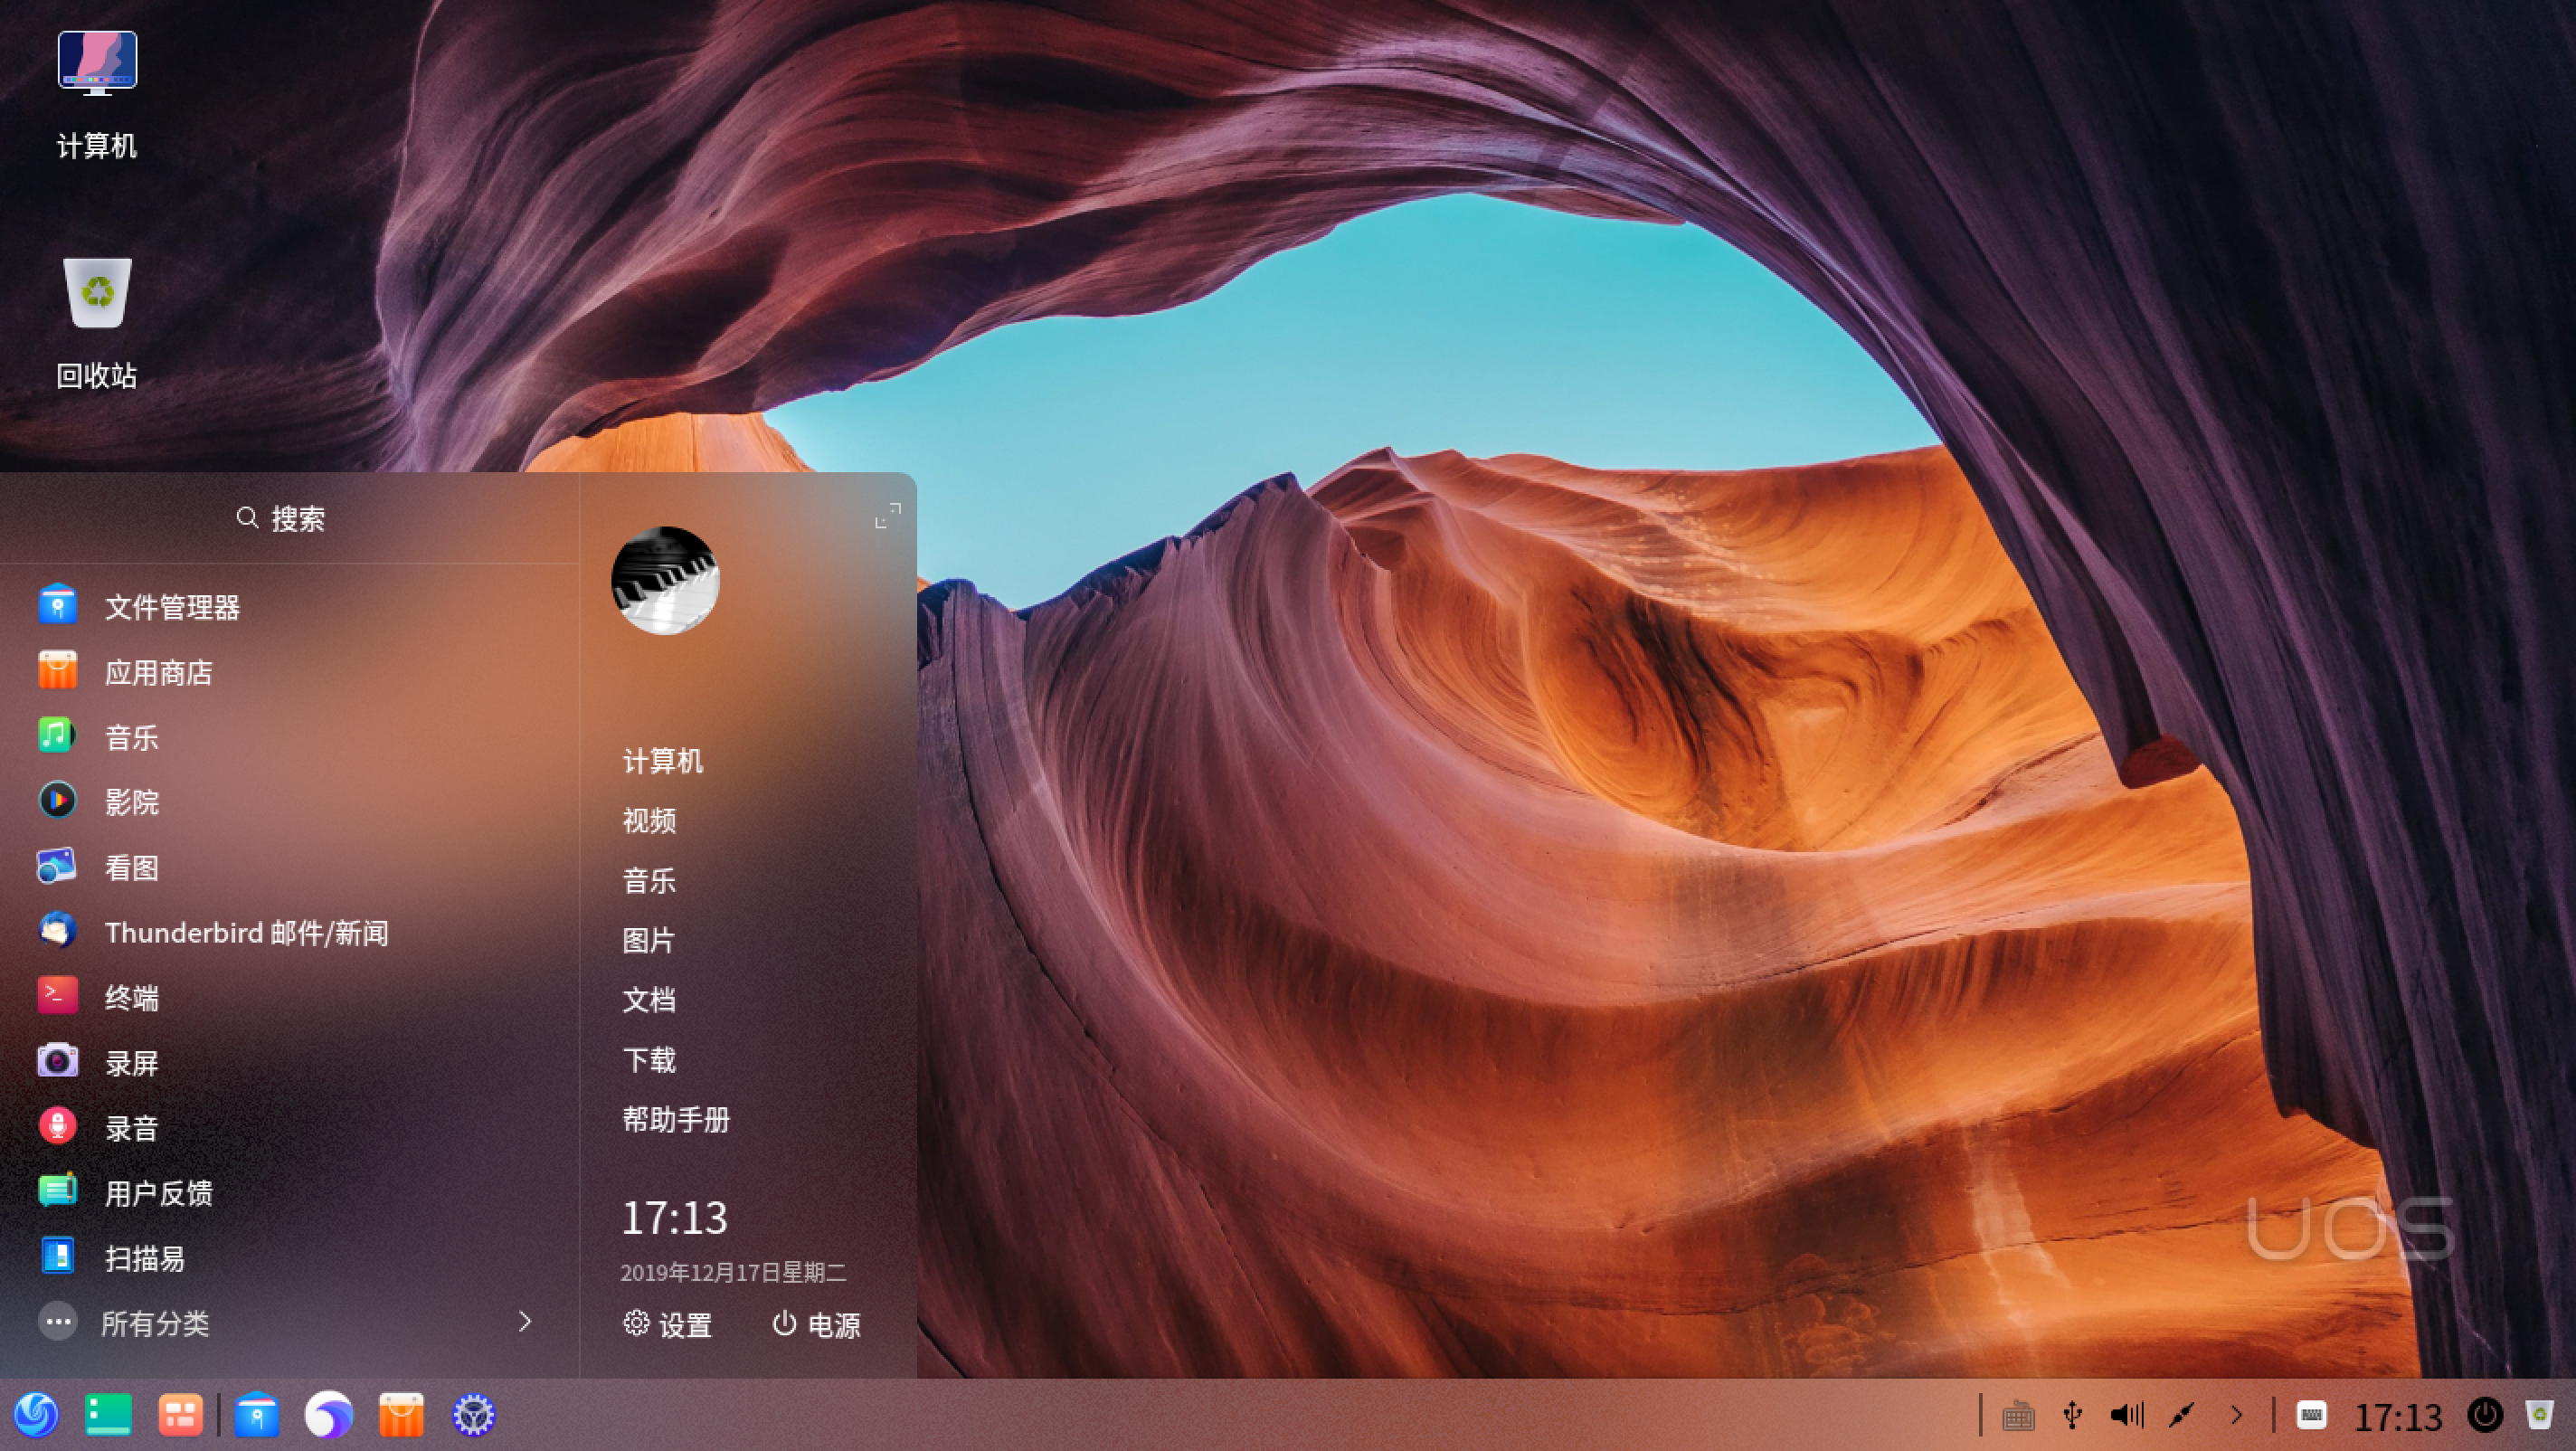 计算机
回收站
搜索
文件管理器
应用商店
音乐
影院
看图
Thunderbird 邮件/新闻
终端
录屏
录音
用户反馈
扫描易
所有分类
计算机
视频
音乐
图片
文档
下载
帮助手册
17:13
2019年12月17日星期二
设置
电源
UOS
17:13